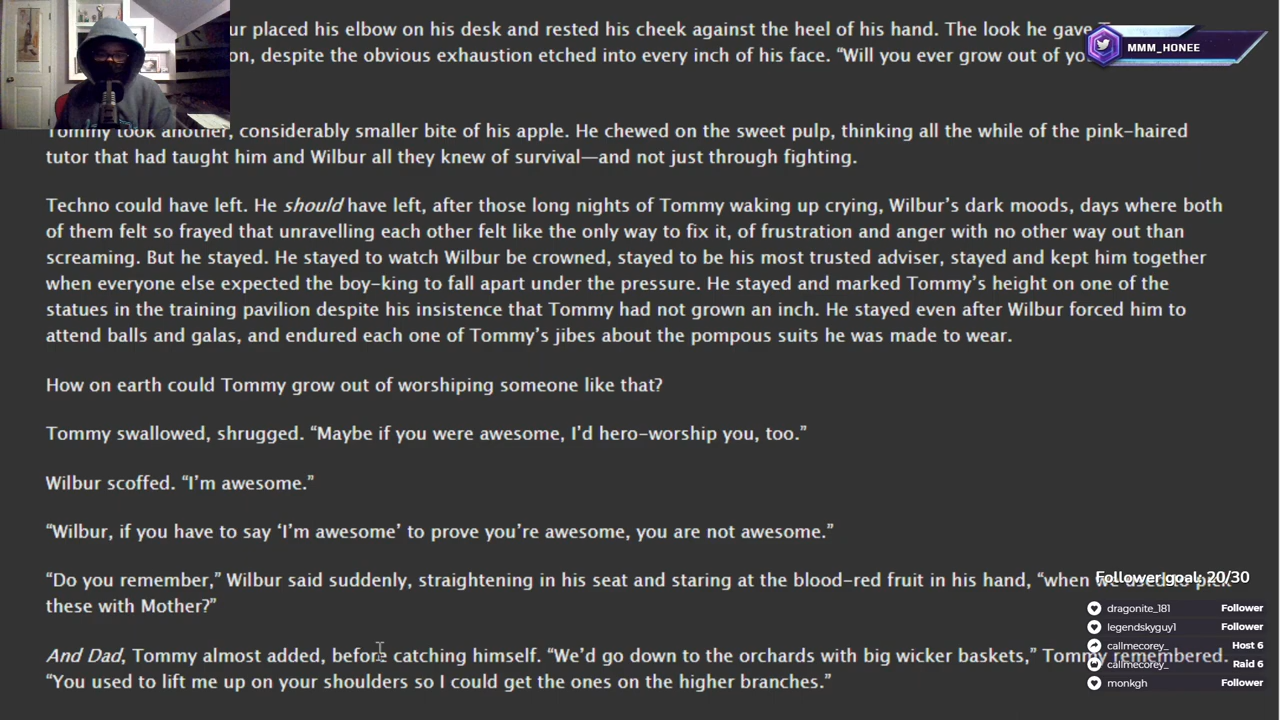 ur placed his elbow on his desk and rested his cheek against the heel of his hand. The look he gave
on, despite the obvious exhaustion etched into every inch of his face. “Will you ever grow out of
MMM_HONEE
Tommy took another, considerably smaller bite of his apple. He chewed on the sweet pulp, thinking all the while of the pink-haired
tutor that had taught him and Wilbur all they knew of survival—and not just through fighting.
Techno could have left. He should have left, after those long nights of Tommy waking up crying, Wilbur’s dark moods, days where both
of them felt so frayed that unravelling each other felt like the only way to fix it, of frustration and anger with no other way out than
screaming. But he stayed. He stayed to watch Wilbur be crowned, stayed to be his most trusted adviser, stayed and kept him together
when everyone else expected the boy-king to fall apart under the pressure. He stayed and marked Tommy’s height on one of the
statues in the training pavilion despite his insistence that Tommy had not grown an inch. He stayed even after Wilbur forced him to
attend balls and galas, and endured each one of Tommy’s jibes about the pompous suits he was made to wear.
How on earth could Tommy grow out of worshiping someone like that?
Tommy swallowed, shrugged. “Maybe if you were awesome, I’d hero-worship you, too.”
Wilbur scoffed. “I’m awesome.”
“Wilbur, if you have to say ‘I’m awesome’ to prove you’re awesome, you are not awesome.”
“Do you remember,” Wilbur said suddenly, straightening in his seat and staring at the blood-red fruit in his hand, “when we used to pick
these with Mother?”
And Dad, Tommy almost added, before catching himself. “We’d go down to the orchards with big wicker baskets,” Tommy remembered.
“You used to lift me up on your shoulders so I could get the ones on the higher branches.”
Follower goal: 20/30
dragonite_181 Follower
legendskyguy1 Follower
callmecorey_ Host 6
callmecorey_ Raid 6
monkgh Follower